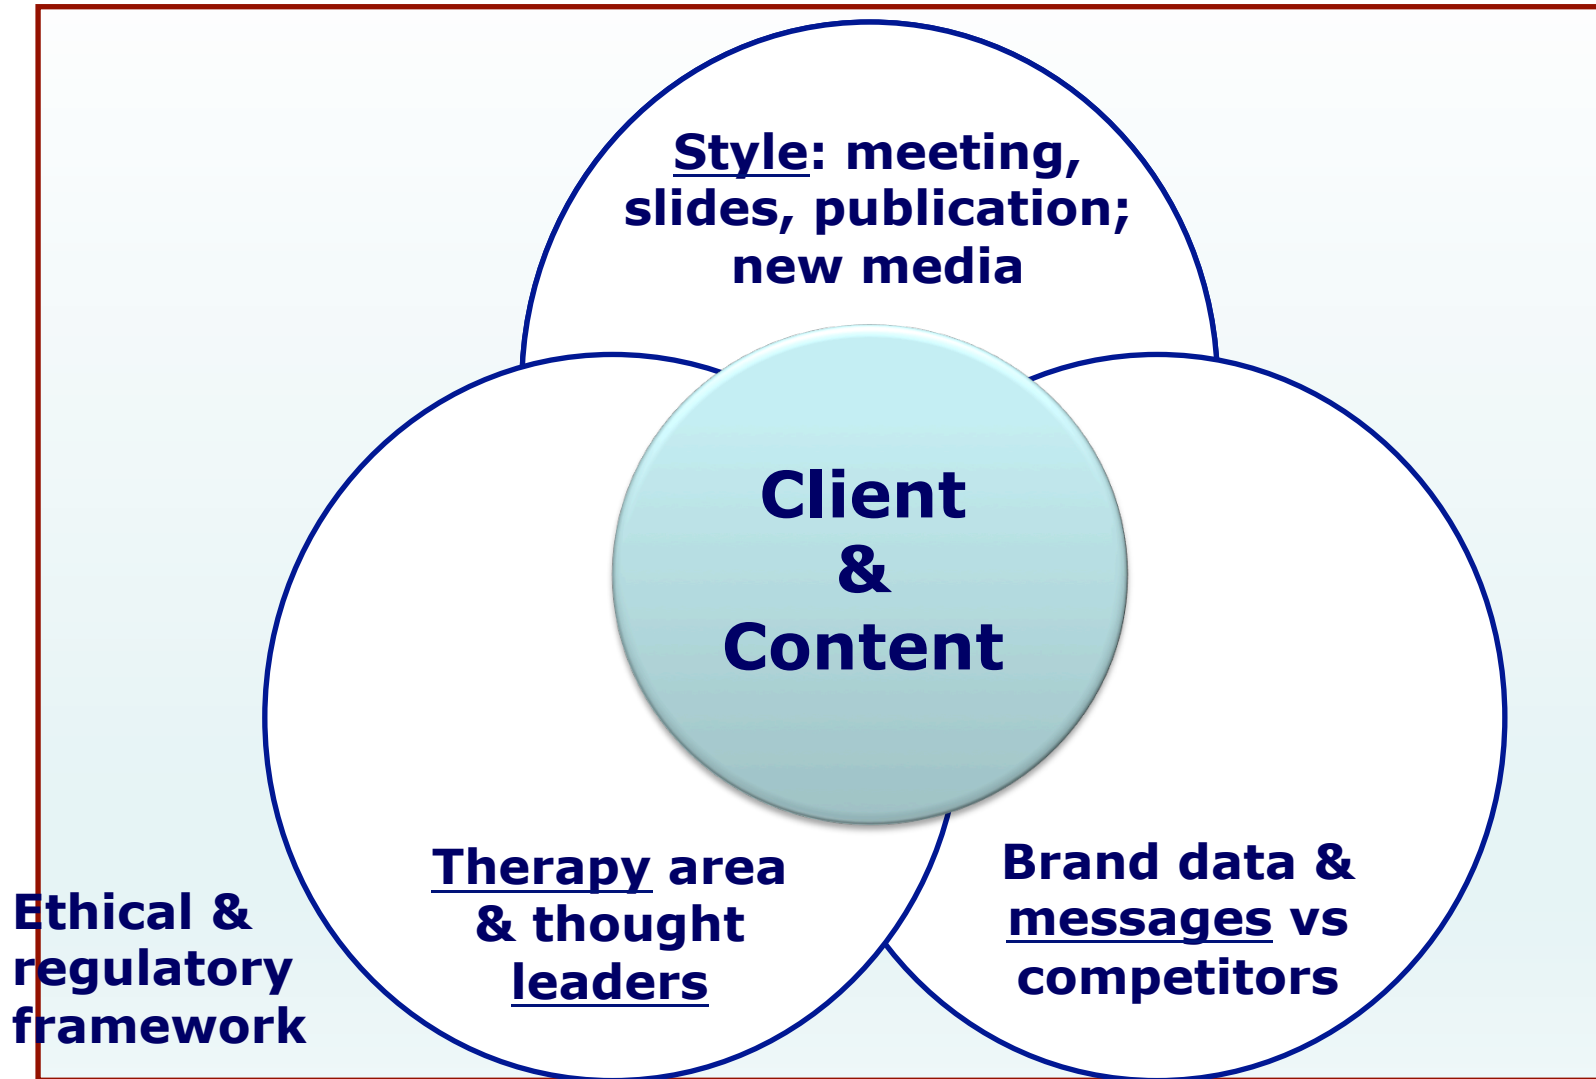 Style: meeting,
slides, publication;
new media
Client
&
Content
Therapy area
& thought
leaders
Brand data &
messages vs
competitors
Ethical &
regulatory
framework